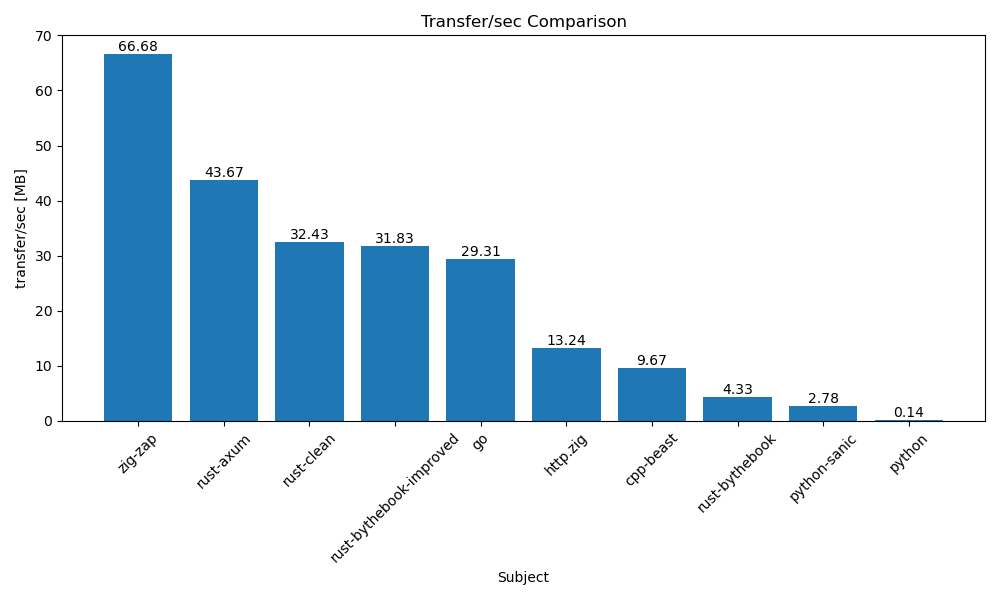 Transfer/sec Comparison
transfer/sec [MB]
70
60
50
40
30
20
10
0
66.68
43.67
32.43
31.83
29.31
13.24
9.67
4.33
2.78
0.14
zig-zap
rust-axum
rust-clean
rust-bythebook-improved
go
http.zig
cpp-beast
rust-bythebook
python-sanic
python
Subject